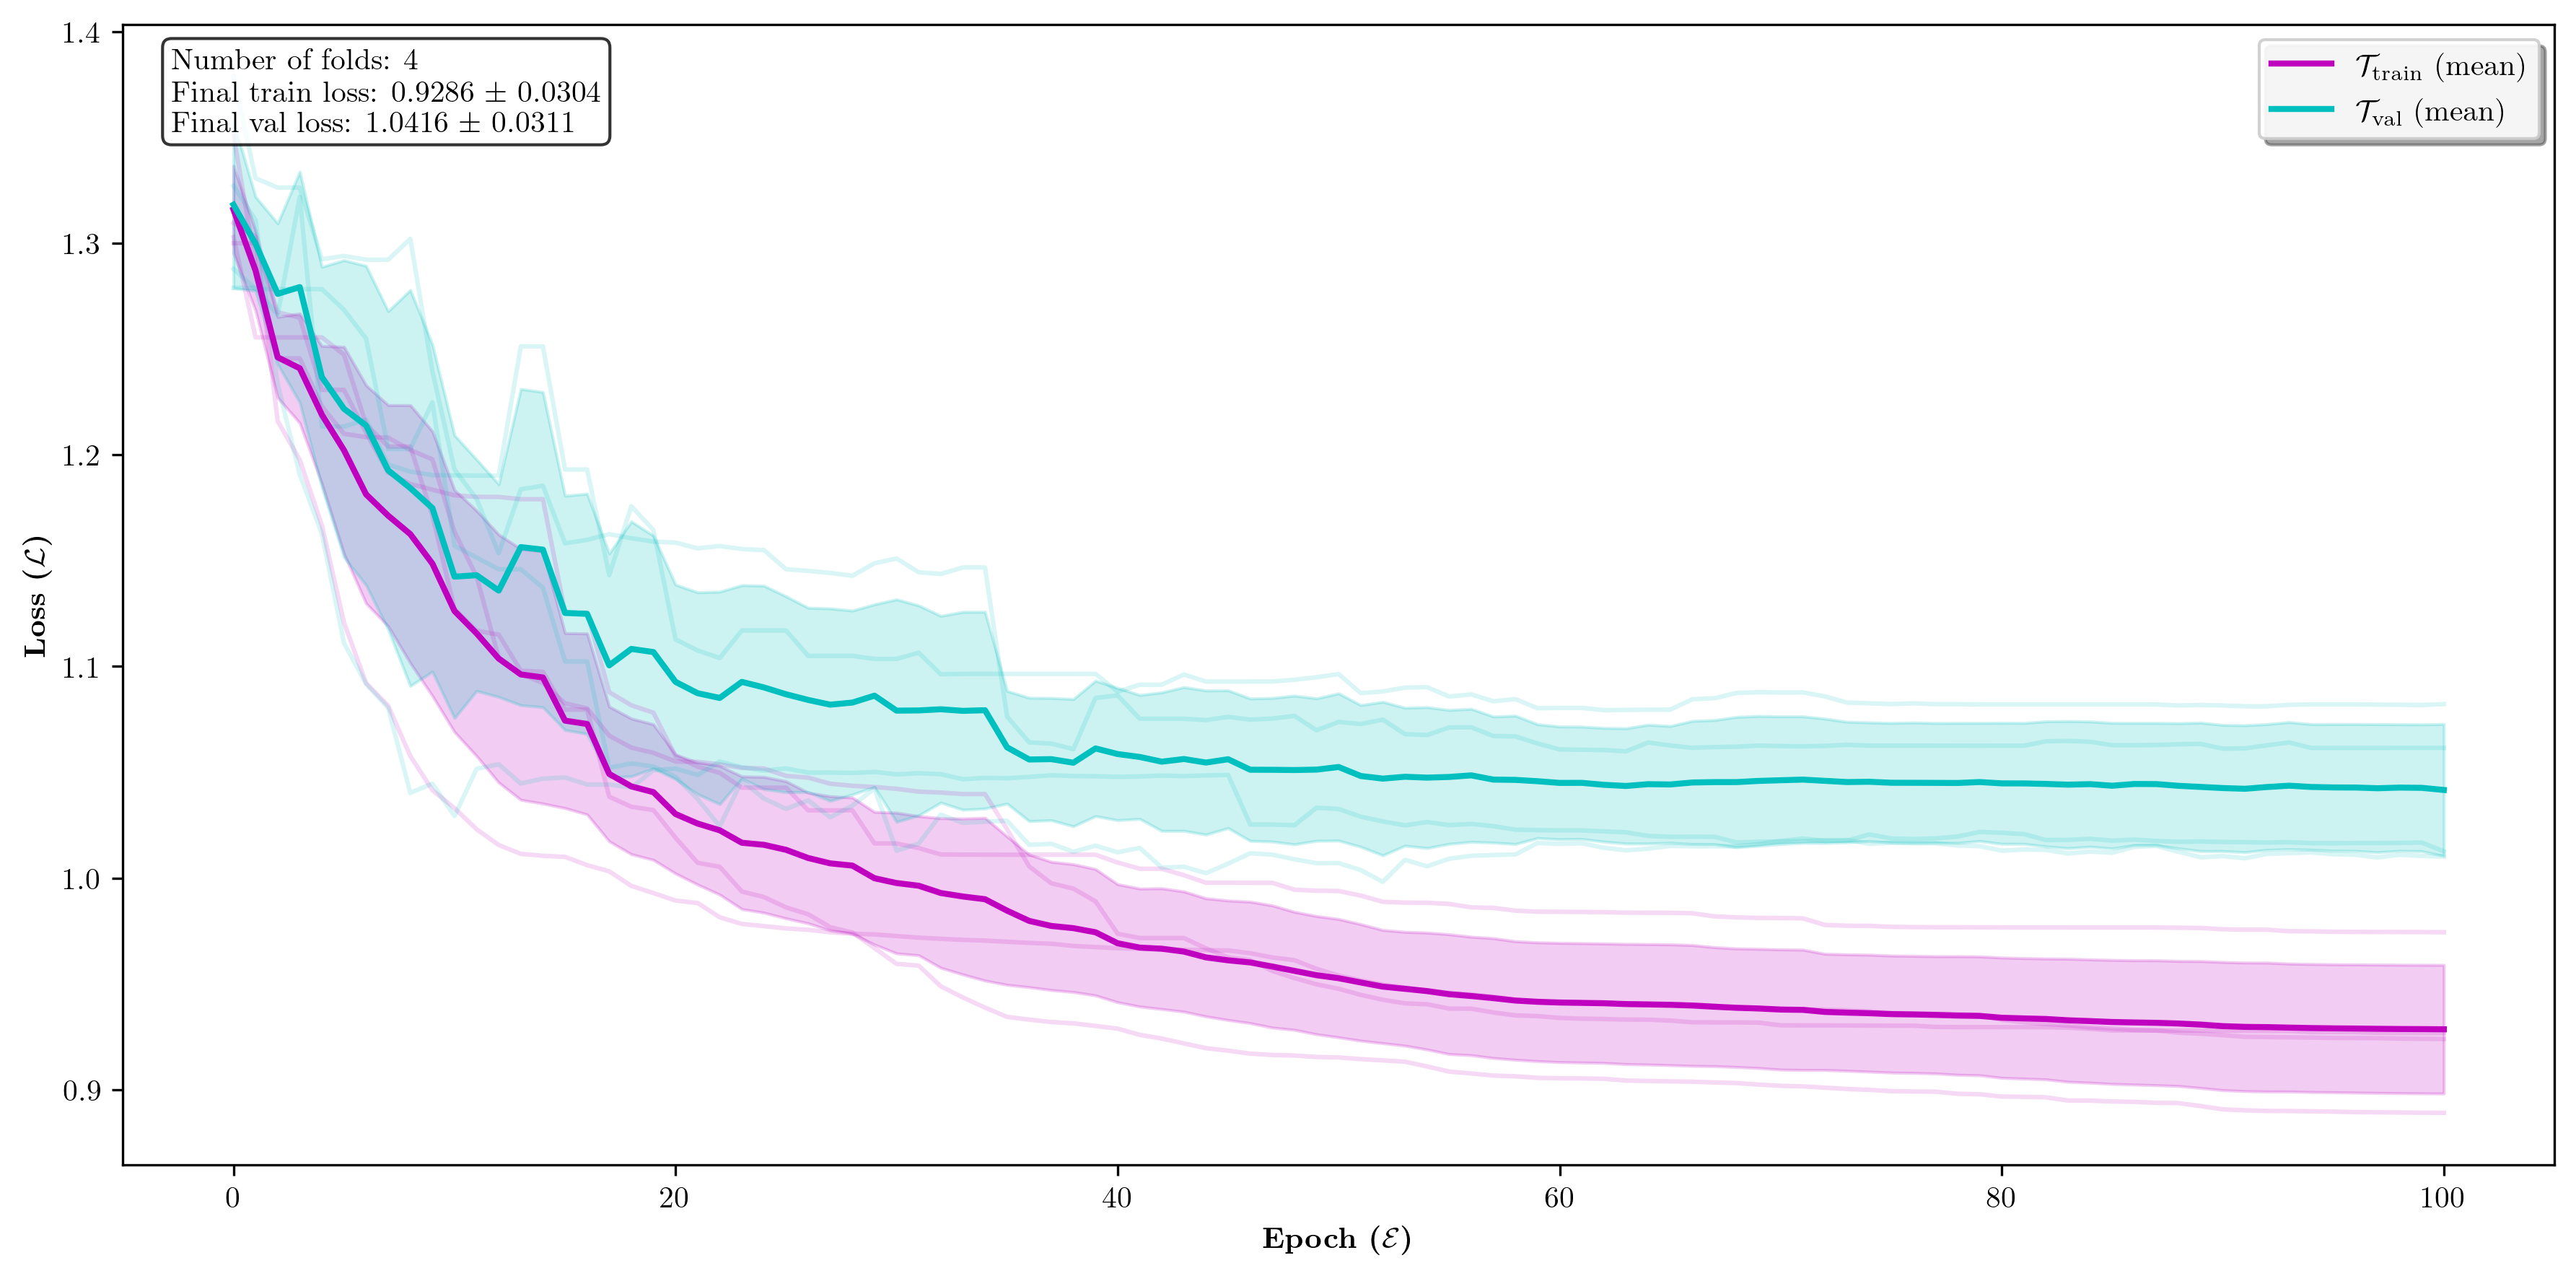 1.4
1.3
1.2
1.1
1.0
0.9
Loss (ℒ)
Number of folds: 4
Final train loss: 0.9286 ± 0.0304
Final val loss: 1.0416 ± 0.0311
𝒯train (mean)
𝒯val (mean)
0 20 40 60 80 100
Epoch (ℰ)